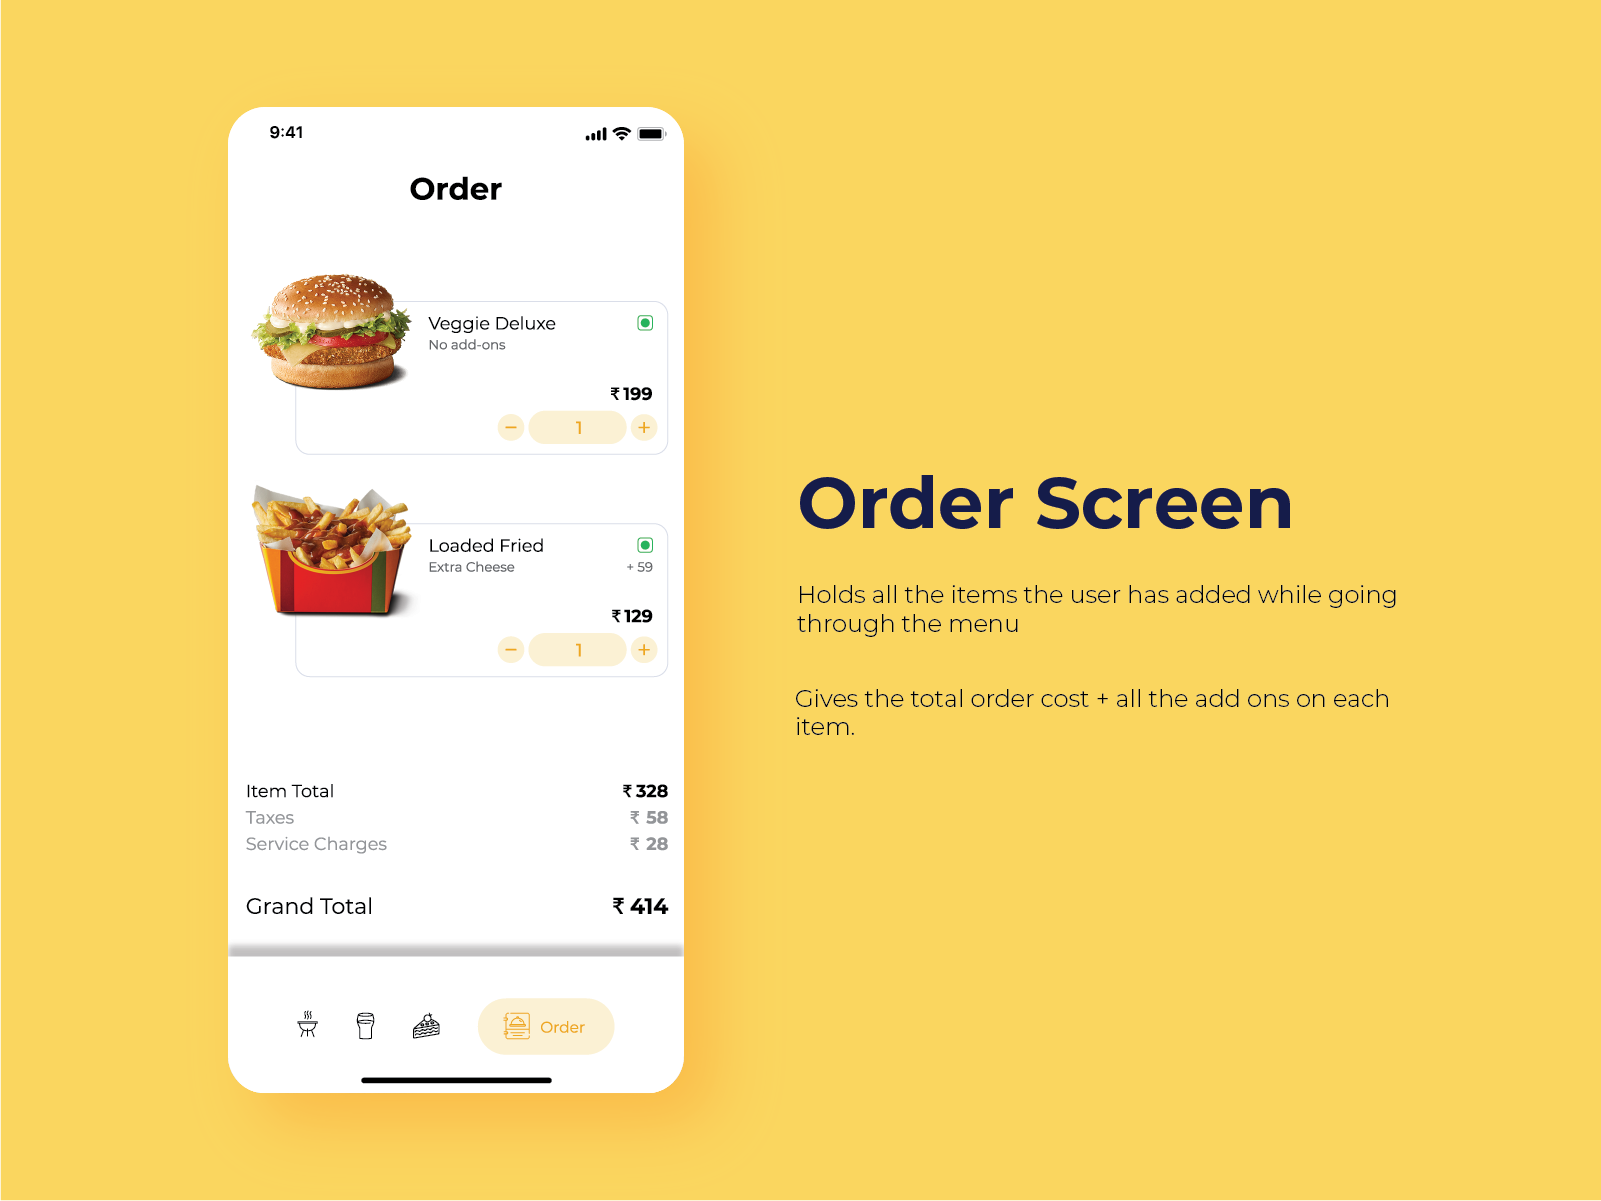 9:41
Order
Veggie Deluxe
No add-ons
₹ 199
− 1 +
Loaded Fried
Extra Cheese + 59
₹ 129
− 1 +
Item Total ₹ 328
Taxes ₹ 58
Service Charges ₹ 28
Grand Total ₹ 414
Order
Order Screen
Holds all the items the user has added while going
through the menu
Gives the total order cost + all the add ons on each
item.